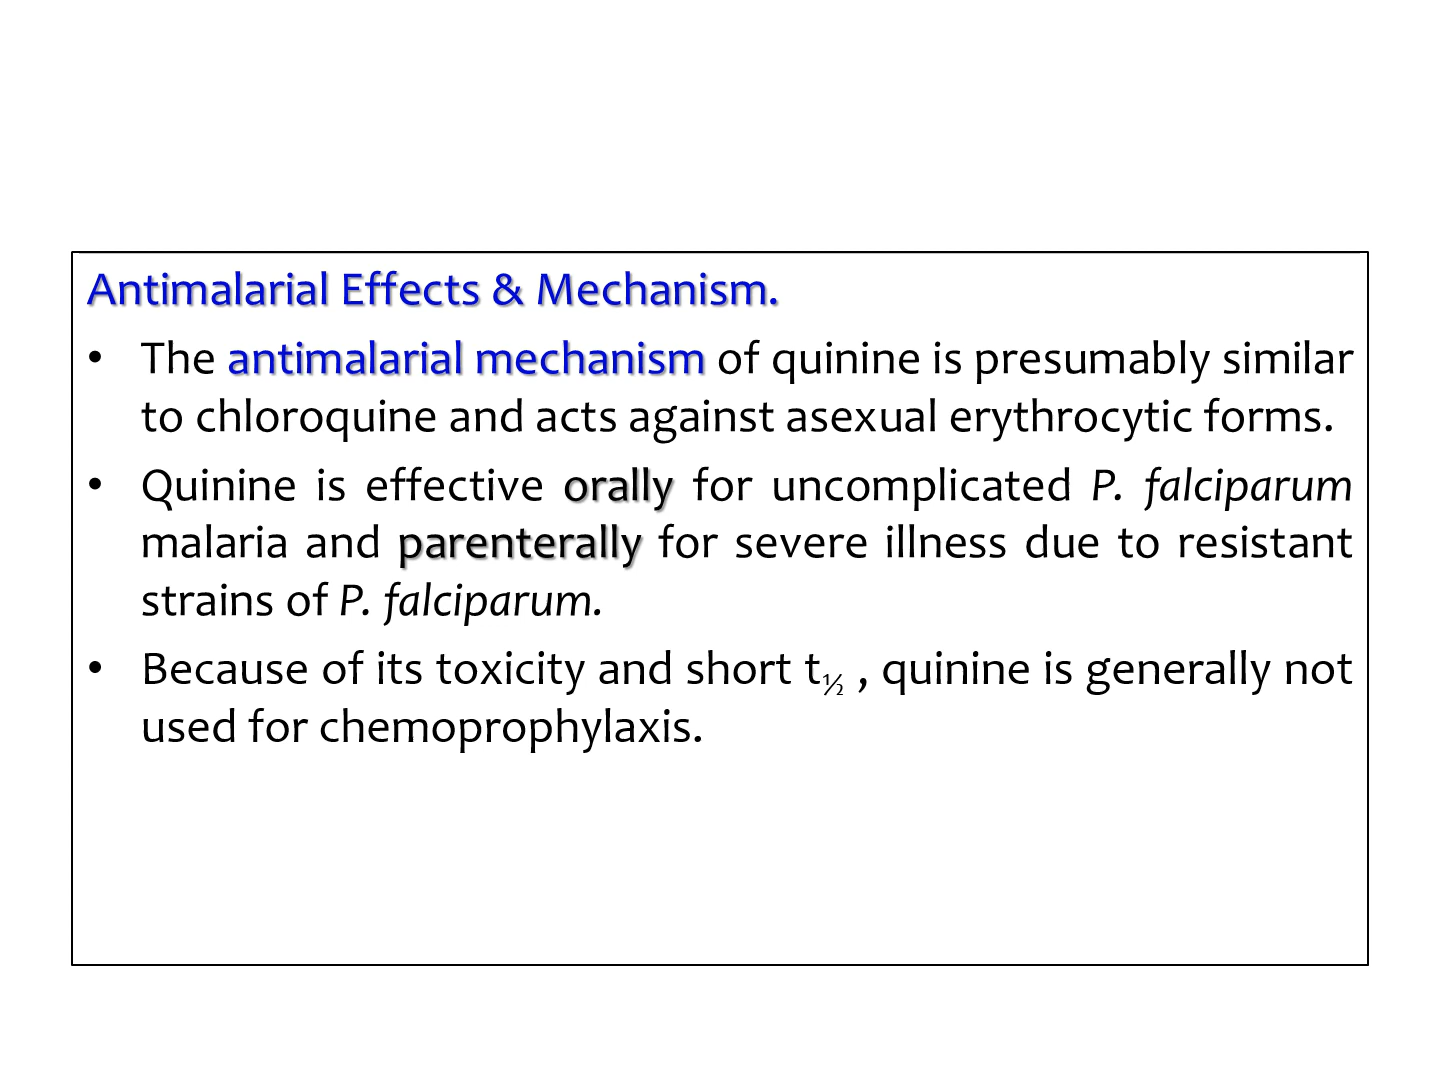 Antimalarial Effects & Mechanism.
• The antimalarial mechanism of quinine is presumably similar
to chloroquine and acts against asexual erythrocytic forms.
• Quinine is effective orally for uncomplicated P. falciparum
malaria and parenterally for severe illness due to resistant
strains of P. falciparum.
• Because of its toxicity and short t½ , quinine is generally not
used for chemoprophylaxis.